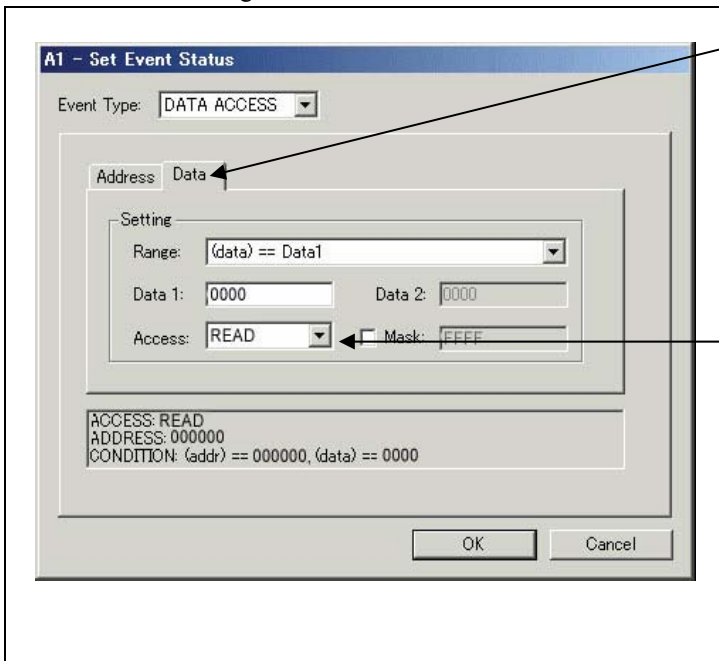 A1 - Set Event Status
Event Type: DATA ACCESS
Address Data
Setting
Range: (data) == Data1
Data 1: 0000 Data 2: 0000
Access: READ Mask: FFFF
ACCESS: READ
ADDRESS: 000000
CONDITION: (addr) == 000000, (data) == 0000
OK Cancel